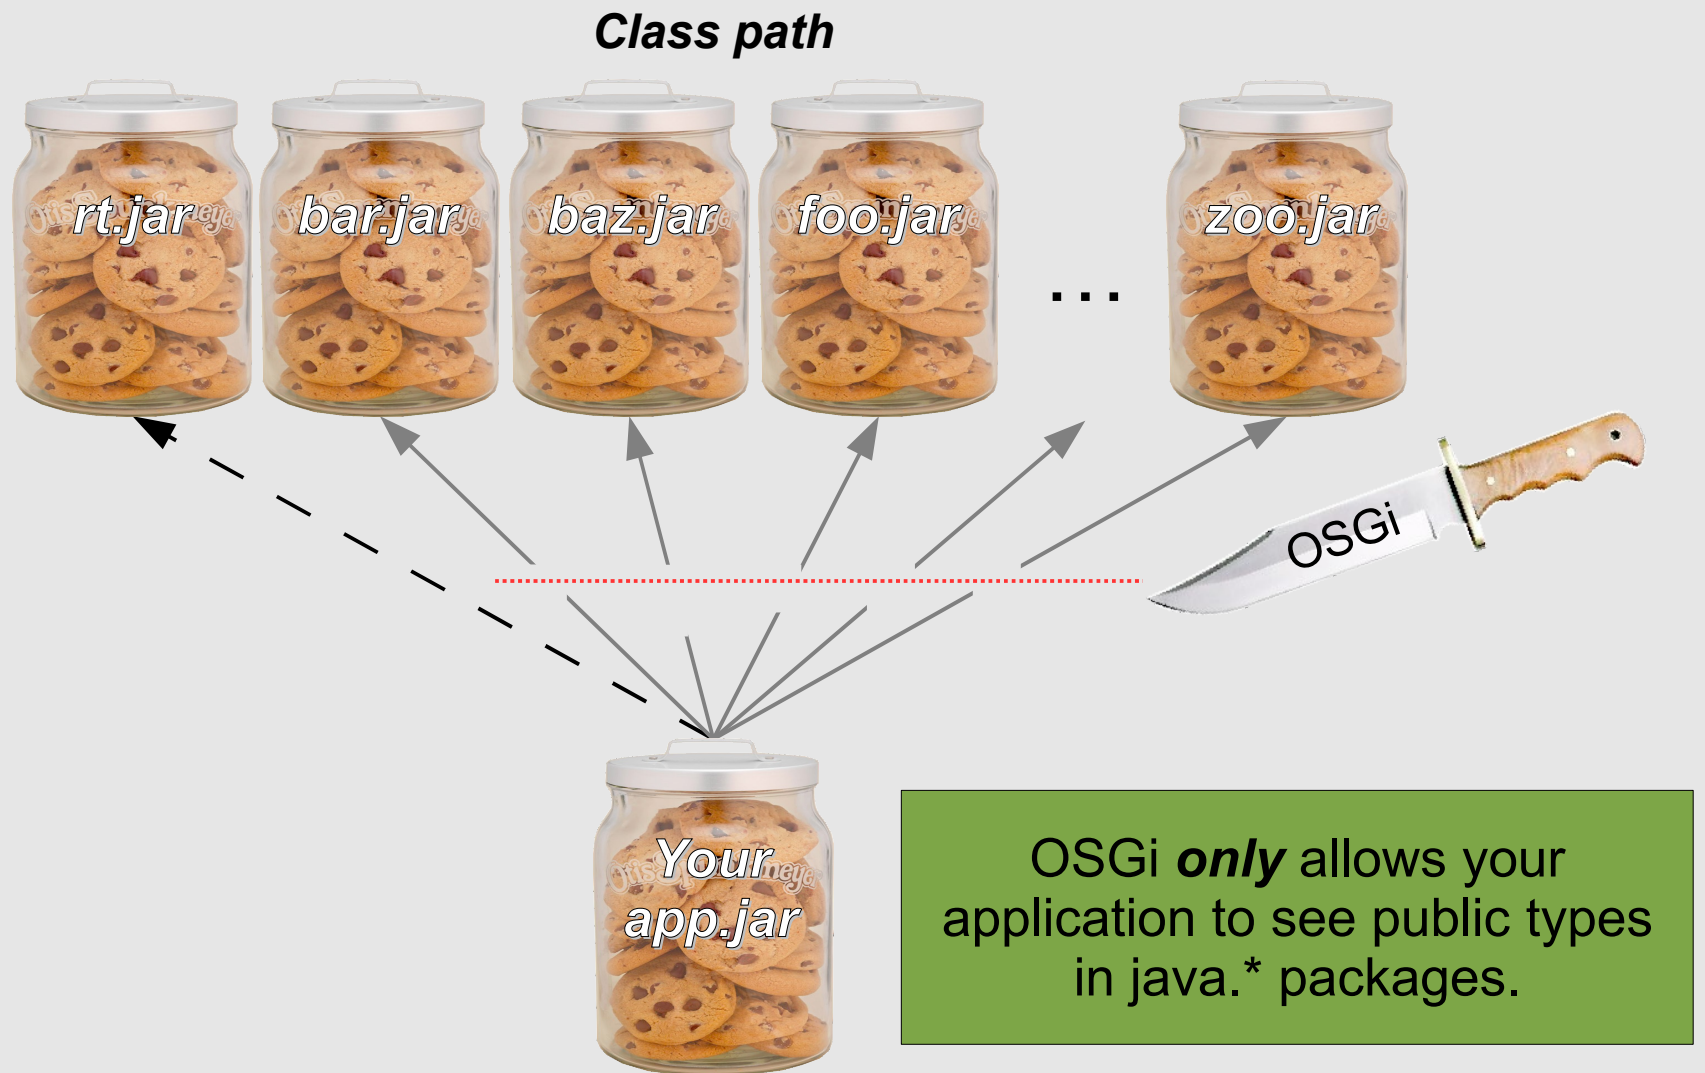 Class path
rt.jar
bar.jar
baz.jar
foo.jar
zoo.jar
...
OSGi
Your
app.jar
OSGi only allows your
application to see public types
in java.* packages.